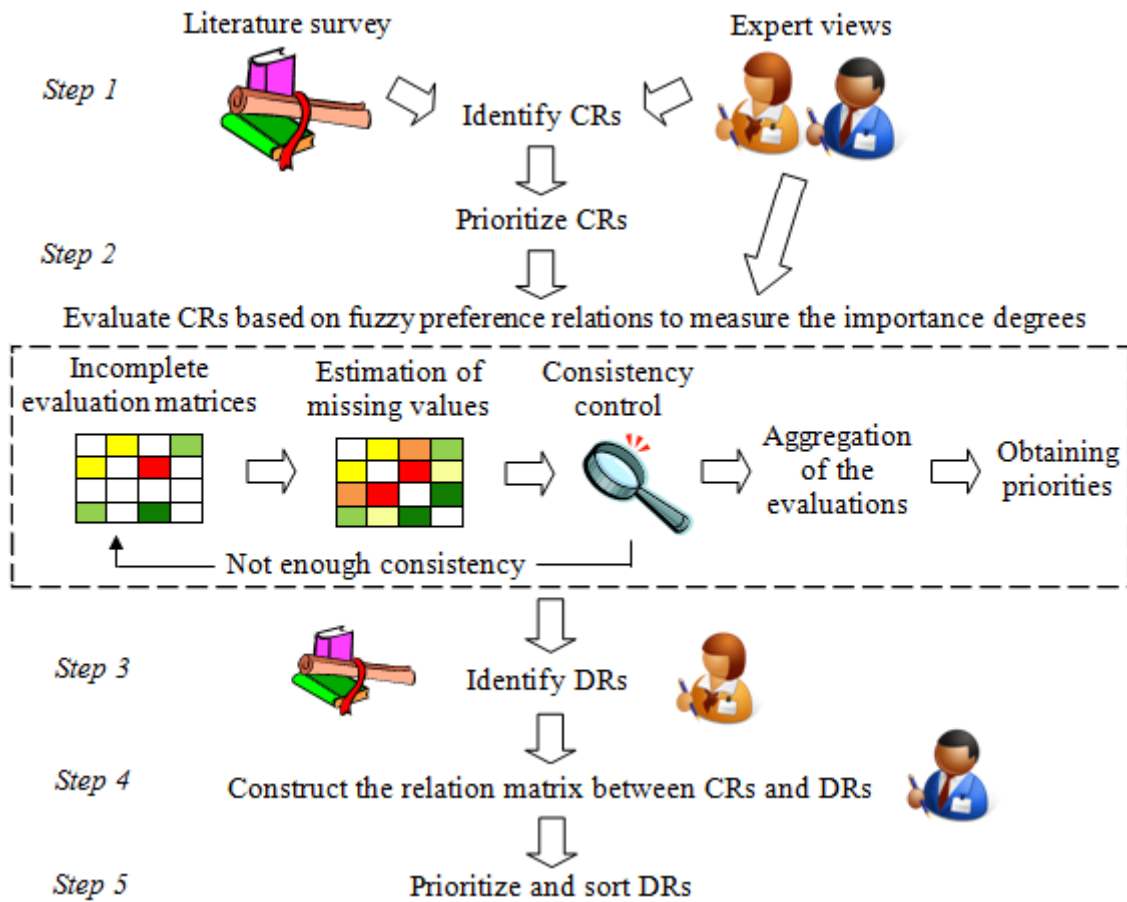 Literature survey
Expert views
Step 1
Identify CRs
Prioritize CRs
Step 2
Evaluate CRs based on fuzzy preference relations to measure the importance degrees
Incomplete
evaluation matrices
Estimation of
missing values
Consistency
control
Aggregation
of the
evaluations
Obtaining
priorities
Not enough consistency
Step 3
Identify DRs
Step 4
Construct the relation matrix between CRs and DRs
Step 5
Prioritize and sort DRs